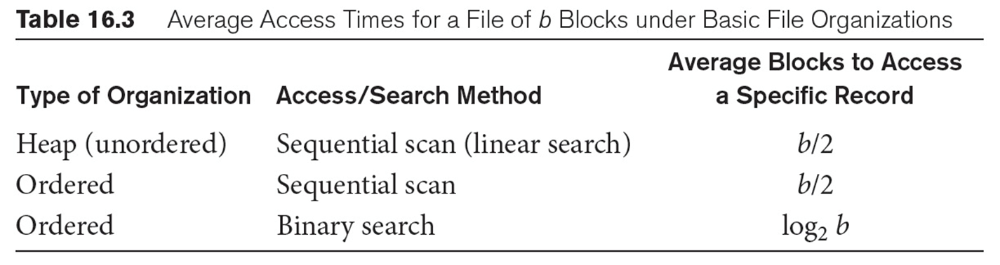 Table 16.3 Average Access Times for a File of b Blocks under Basic File Organizations
Average Blocks to Access
Type of Organization Access/Search Method a Specific Record
Heap (unordered) Sequential scan (linear search) b/2
Ordered Sequential scan b/2
Ordered Binary search log₂ b